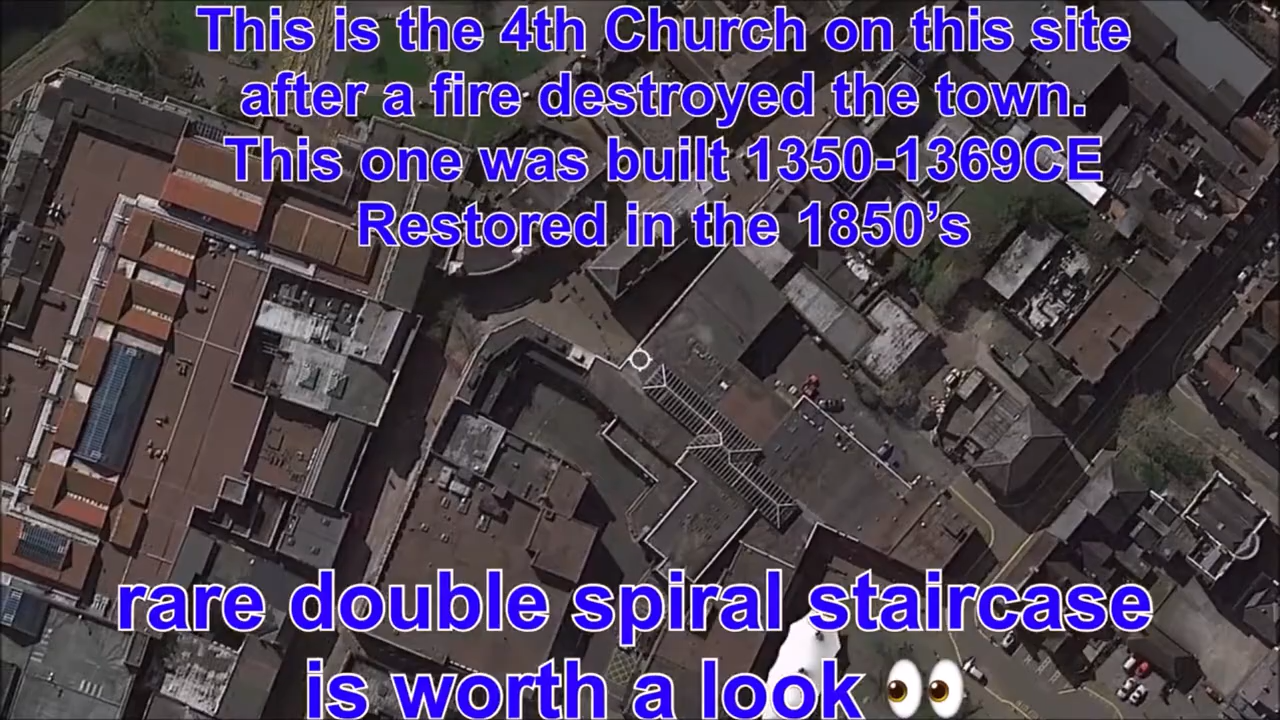 This is the 4th Church on this site
after a fire destroyed the town.
This one was built 1350-1369CE
Restored in the 1850’s
rare double spiral staircase
is worth a look 👀